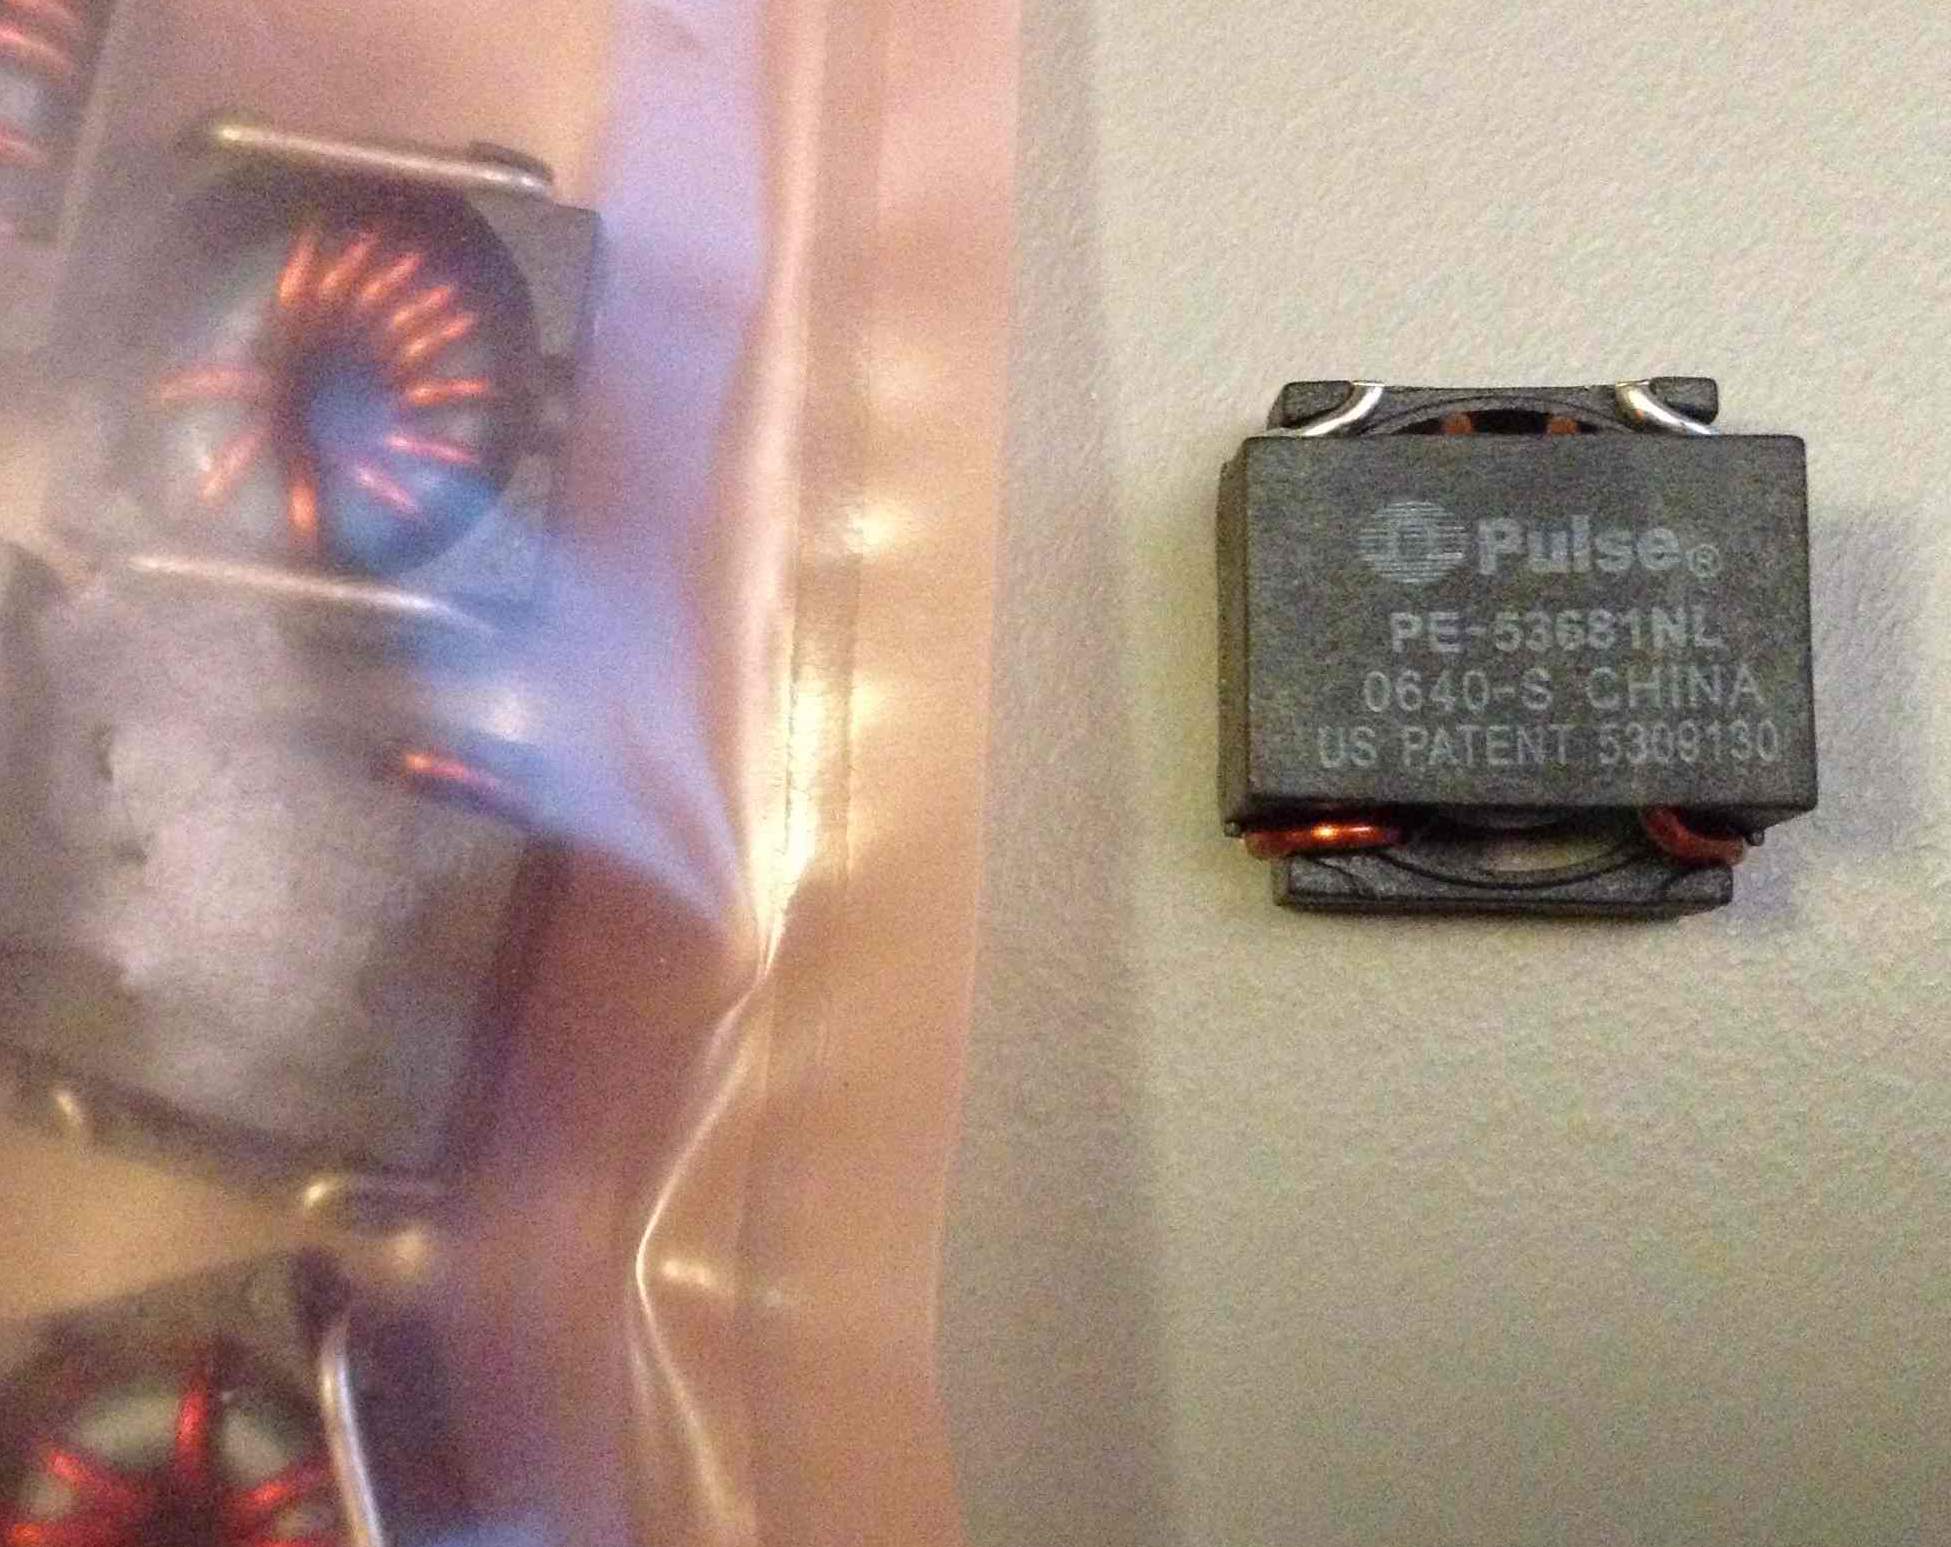 Pulse®
PE-53681NL
0640-S CHINA
US PATENT 5309130